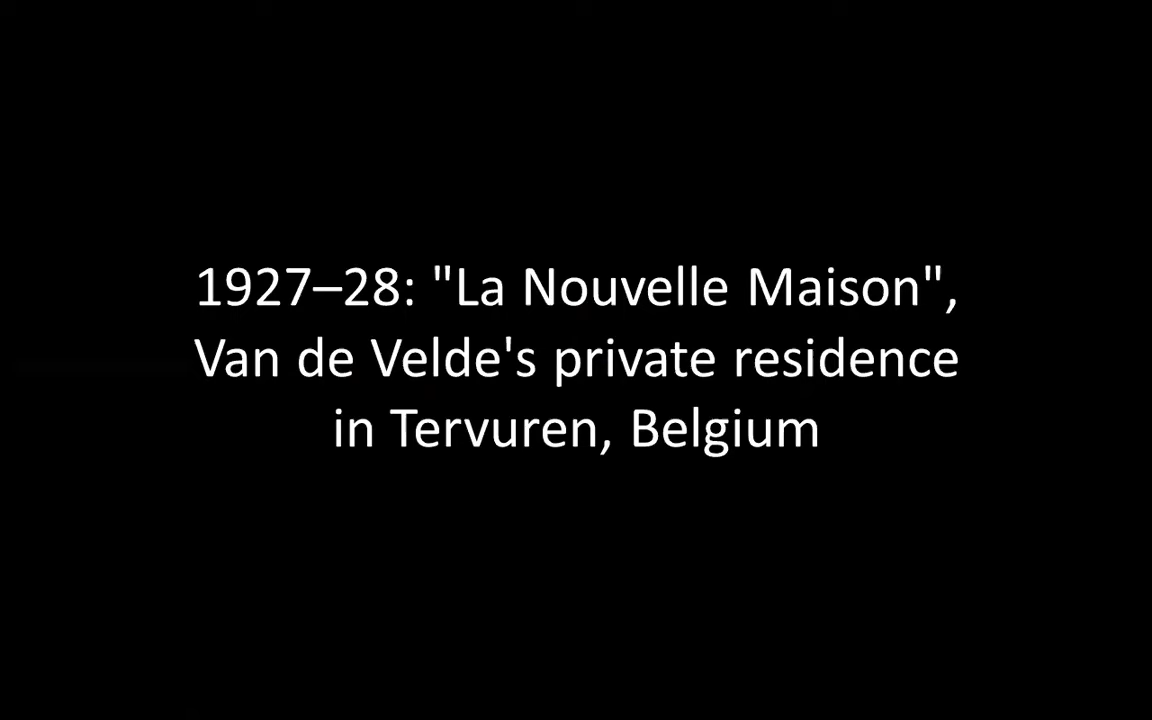 1927–28: "La Nouvelle Maison",
Van de Velde's private residence
in Tervuren, Belgium